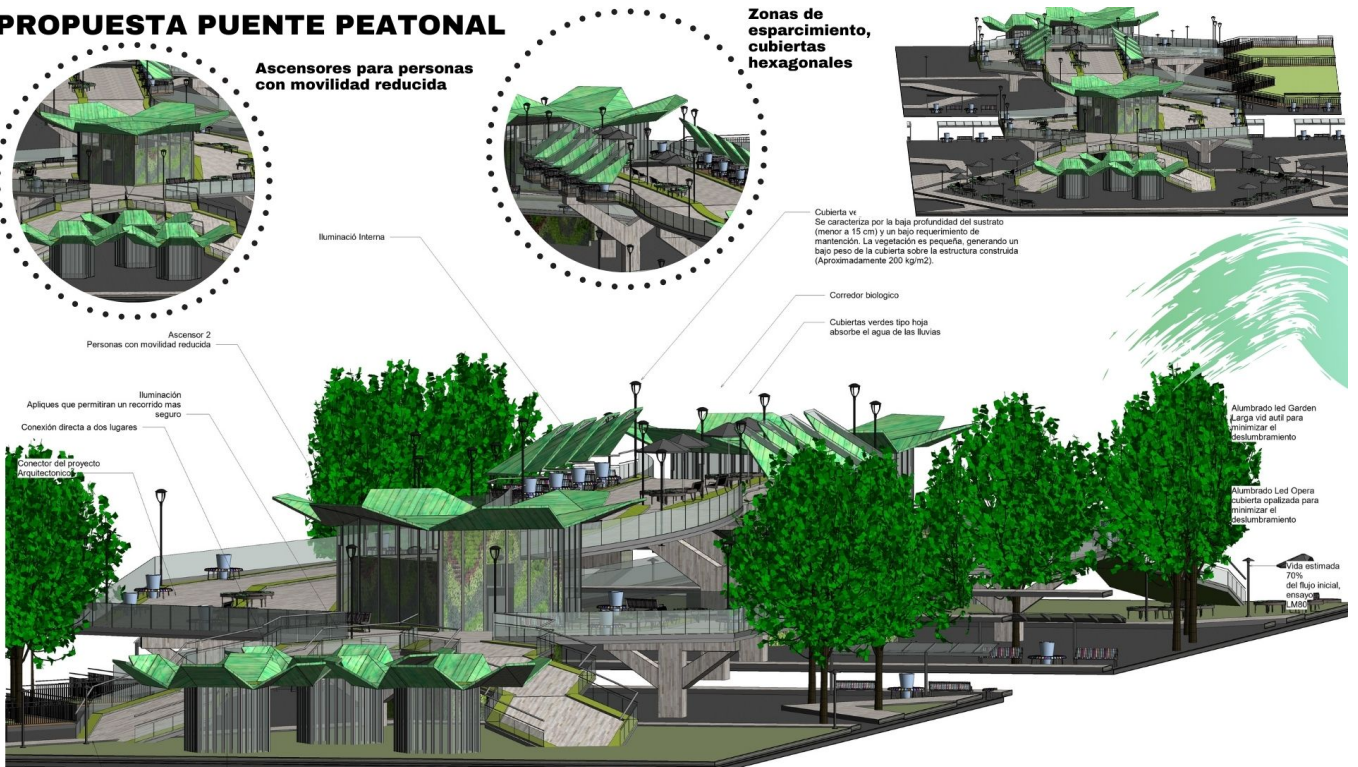 PROPUESTA PUENTE PEATONAL
Ascensores para personas
con movilidad reducida
Zonas de
esparcimiento,
cubiertas
hexagonales
Iluminació Interna
Cubierta ve
Se caracteriza por la baja profundidad del sustrato
(menor a 15 cm) y un bajo requerimiento de
mantención. La vegetación es pequeña, generando un
bajo peso de la cubierta sobre la estructura construida
(Aproximadamente 200 kg/m2).
Corredor biologico
Cubiertas verdes tipo hoja
absorbe el agua de las lluvias
Ascensor 2
Personas con movilidad reducida
Iluminación
Apliques que permitiran un recorrido mas
seguro
Conexión directa a dos lugares
Conector del proyecto
Arquitectonico
Alumbrado led Garden
Larga vid autil para
minimizar el
deslumbramiento
Alumbrado Led Opera
cubierta opalizada para
minimizar el
deslumbramiento
Vida estimada
70%
del flujo inicial,
ensayo
LM80